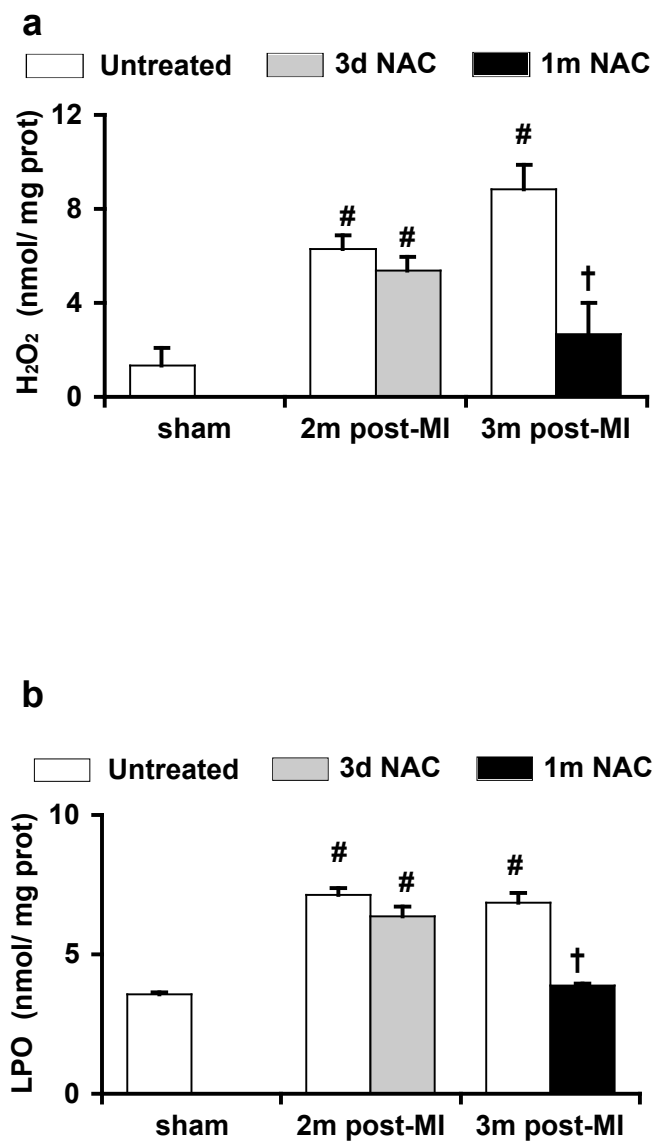 a
Untreated 3d NAC 1m NAC
12
8
4
0
H₂O₂ (nmol/ mg prot)
#
#
#
†
sham 2m post-MI 3m post-MI
b
Untreated 3d NAC 1m NAC
10
5
0
LPO (nmol/ mg prot)
#
#
#
†
sham 2m post-MI 3m post-MI